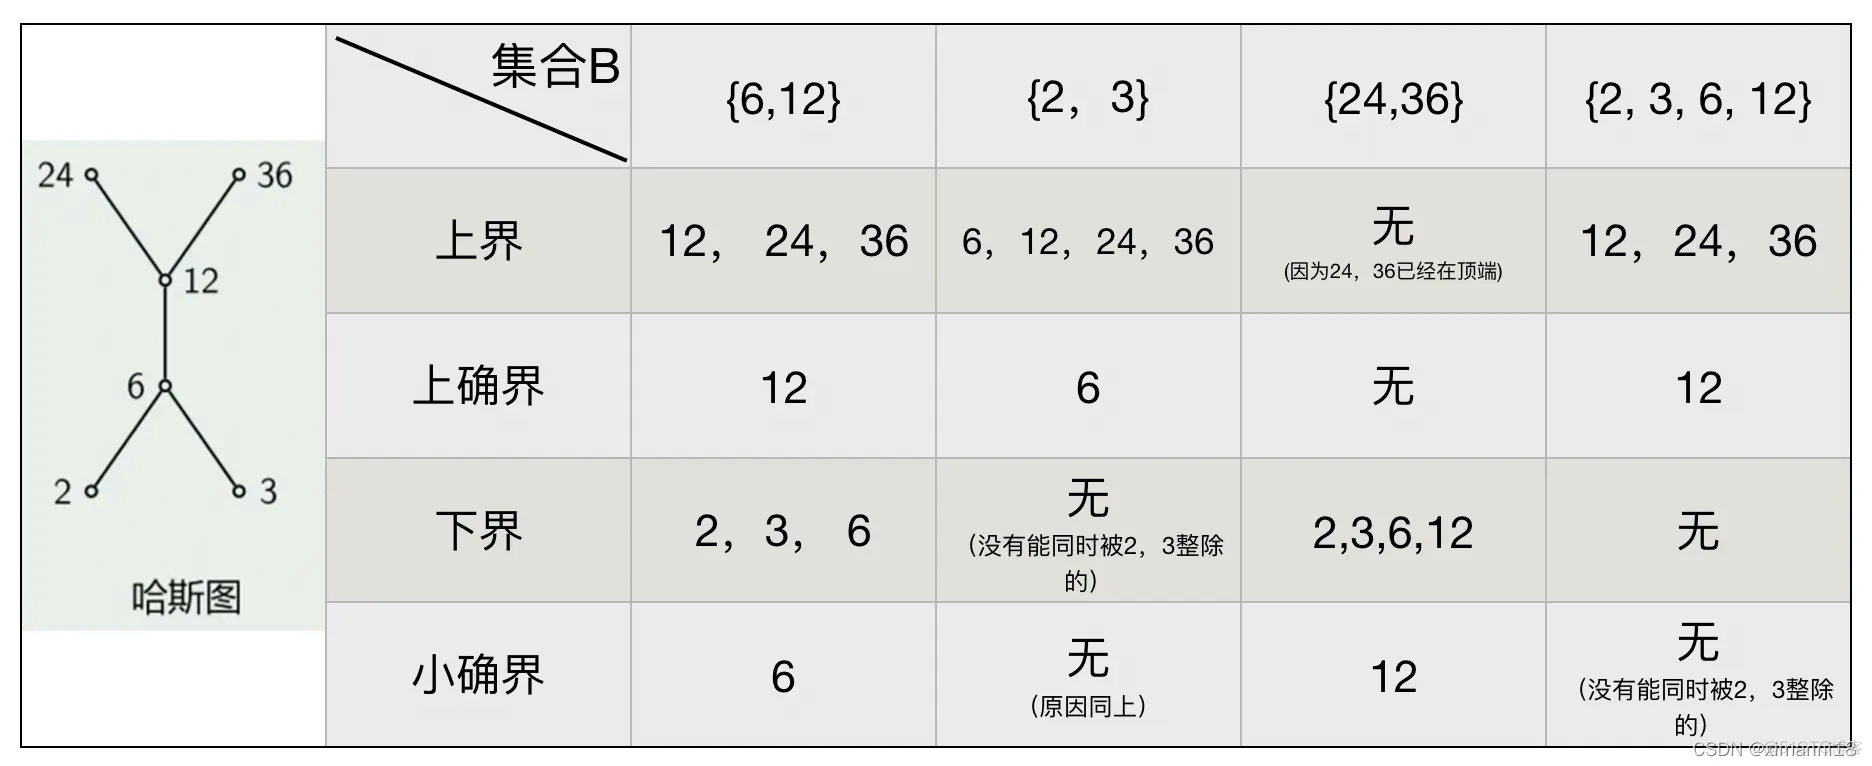 集合B
{6,12}
{2，3}
{24,36}
{2, 3, 6, 12}
24
36
12
6
2
3
哈斯图
上界
12， 24，36
6，12，24，36
无
(因为24，36已经在顶端)
12，24，36
上确界
12
6
无
12
下界
2，3， 6
无
（没有能同时被2，3整除
的）
2,3,6,12
无
小确界
6
无
（原因同上）
12
无
（没有能同时被2，3整除
的）
CSDN